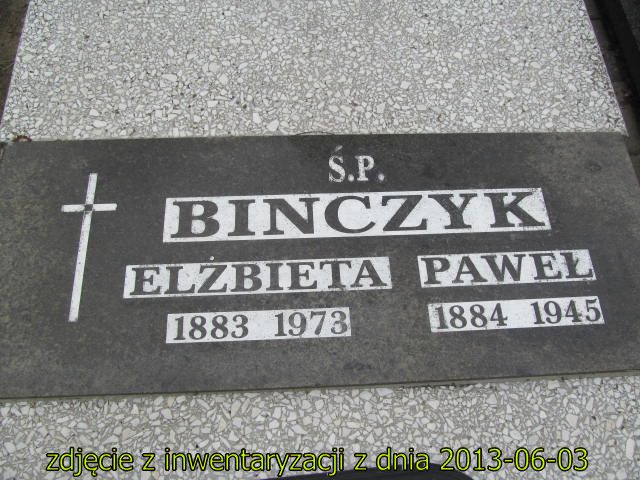 Ś.P.
BINCZYK
ELŻBIETA PAWEŁ
1883 1973 1884 1945
zdjęcie z inwentaryzacji z dnia 2013-06-03